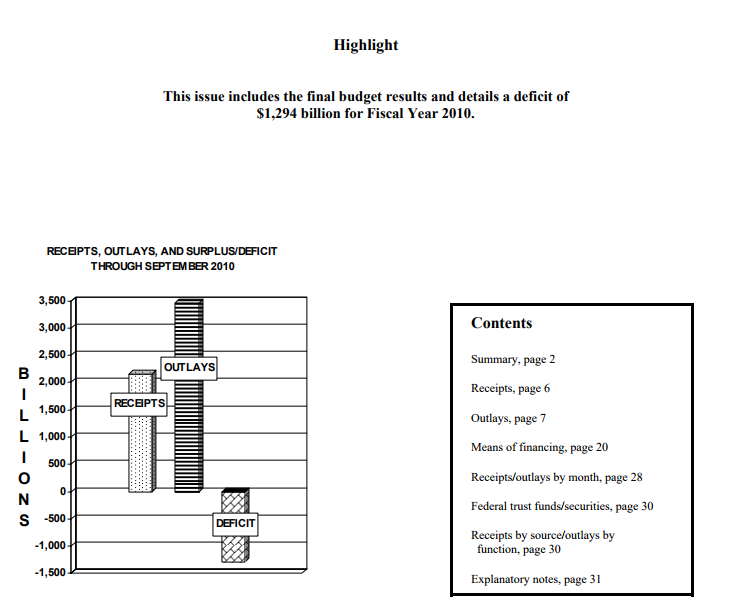 Highlight
This issue includes the final budget results and details a deficit of
$1,294 billion for Fiscal Year 2010.
RECEIPTS, OUTLAYS, AND SURPLUS/DEFICIT
THROUGH SEPTEMBER 2010
3,500
3,000
2,500
2,000
1,500
1,000
500
0
-500
-1,000
-1,500
BILLIONS
OUTLAYS
RECEIPTS
DEFICIT
Contents
Summary, page 2
Receipts, page 6
Outlays, page 7
Means of financing, page 20
Receipts/outlays by month, page 28
Federal trust funds/securities, page 30
Receipts by source/outlays by
function, page 30
Explanatory notes, page 31